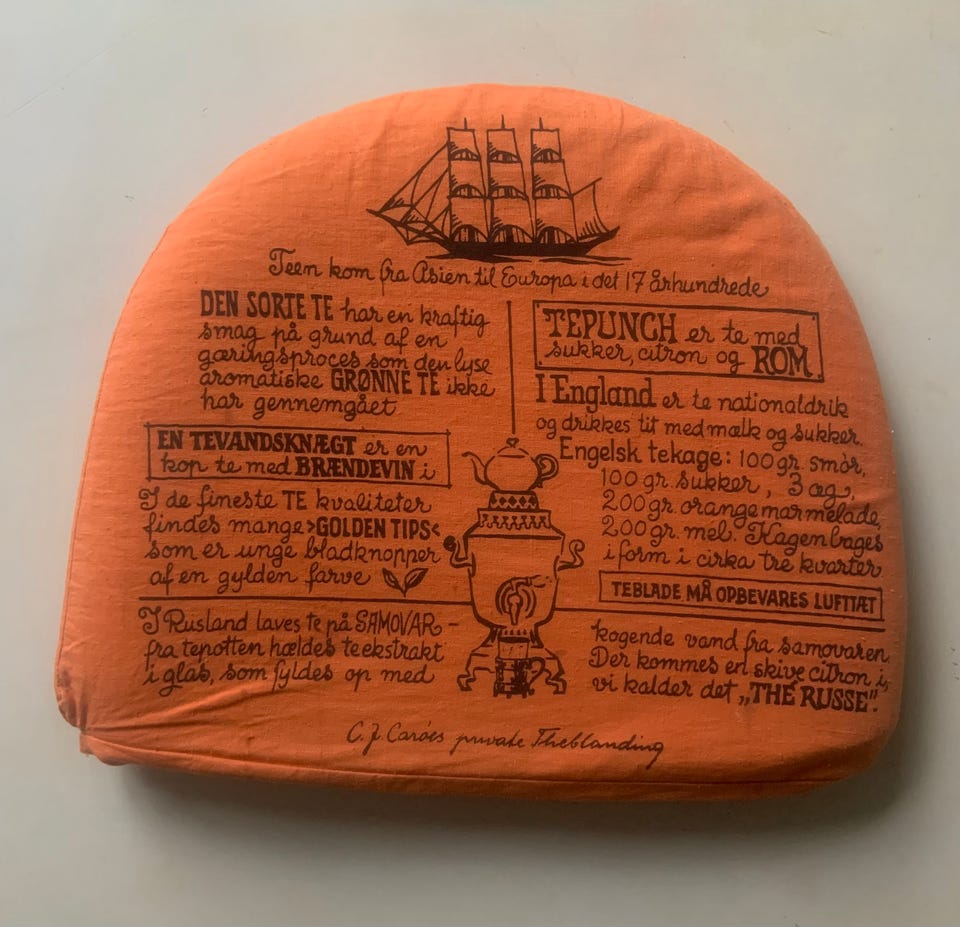 Teen kom fra Asien til Europa i det 17 århundrede
DEN SORTE TE har en kraftig
smag på grund af en
gæringsproces som den lyse
aromatiske GRØNNE TE ikke
har gennemgået
EN TEVANDSKNÆGT er en
kop te med BRÆNDEVIN i
I de fineste TE kvaliteter
findes mange >GOLDEN TIPS<
som er unge bladknopper
af en gylden farve
TEPUNCH er te med
sukker, citron og ROM
I England er te nationaldrik
og drikkes tit med mælk og sukker.
Engelsk tekage: 100 gr. smør,
100 gr. sukker, 3 æg,
200 gr. orangemarmelade,
200 gr. mel. Kagen bages
i form i cirka tre kvarter
TEBLADE MÅ OPBEVARES LUFTTÆT
I Rusland laves te på SAMOVAR –
fra tepotten hældes teekstrakt
i glas, som fyldes op med
kogende vand fra samovaren.
Der kommes en skive citron i,
vi kalder det „THE RUSSE".
C. J. Carøes private Theblanding